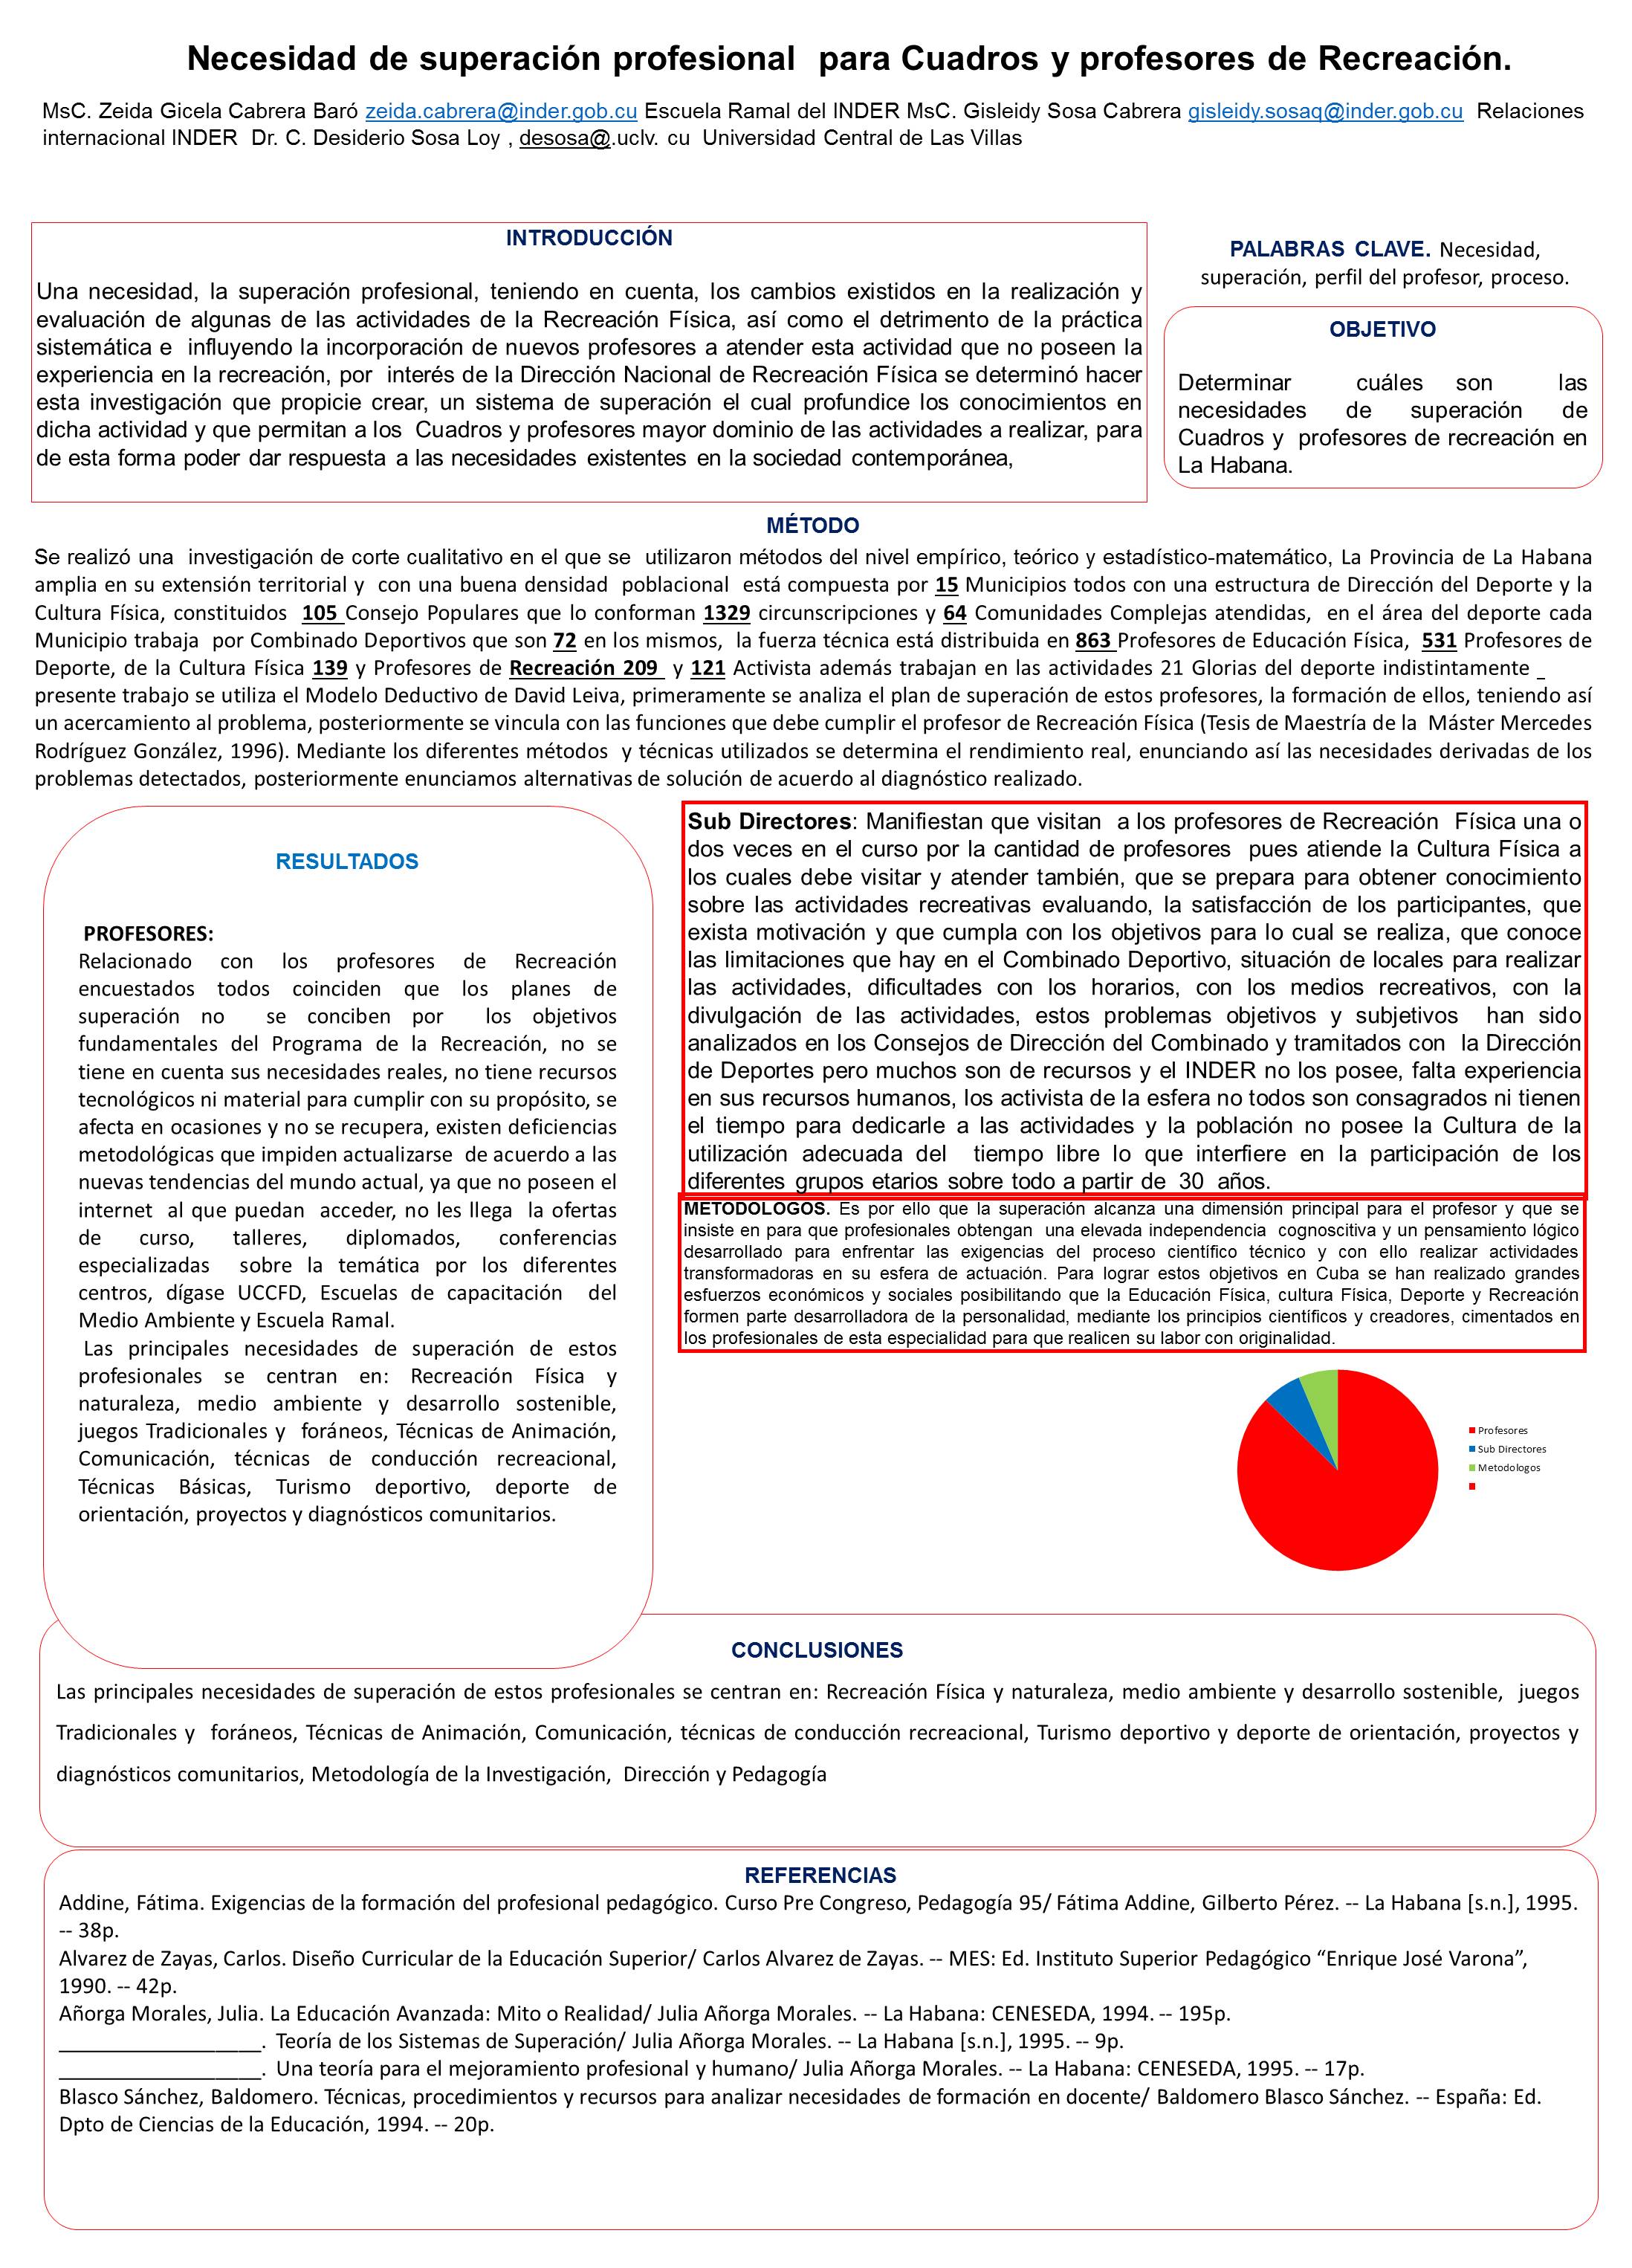 Necesidad de superación profesional para Cuadros y profesores de Recreación.
MsC. Zeida Gicela Cabrera Baró zeida.cabrera@inder.gob.cu Escuela Ramal del INDER MsC. Gisleidy Sosa Cabrera gisleidy.sosaq@inder.gob.cu Relaciones
internacional INDER Dr. C. Desiderio Sosa Loy , desosa@.uclv. cu Universidad Central de Las Villas
INTRODUCCIÓN
Una necesidad, la superación profesional, teniendo en cuenta, los cambios existidos en la realización y
evaluación de algunas de las actividades de la Recreación Física, así como el detrimento de la práctica
sistemática e influyendo la incorporación de nuevos profesores a atender esta actividad que no poseen la
experiencia en la recreación, por interés de la Dirección Nacional de Recreación Física se determinó hacer
esta investigación que propicie crear, un sistema de superación el cual profundice los conocimientos en
dicha actividad y que permitan a los Cuadros y profesores mayor dominio de las actividades a realizar, para
de esta forma poder dar respuesta a las necesidades existentes en la sociedad contemporánea,
PALABRAS CLAVE. Necesidad,
superación, perfil del profesor, proceso.
OBJETIVO
Determinar cuáles son las
necesidades de superación de
Cuadros y profesores de recreación en
La Habana.
MÉTODO
Se realizó una investigación de corte cualitativo en el que se utilizaron métodos del nivel empírico, teórico y estadístico-matemático, La Provincia de La Habana
amplia en su extensión territorial y con una buena densidad poblacional está compuesta por 15 Municipios todos con una estructura de Dirección del Deporte y la
Cultura Física, constituidos 105 Consejo Populares que lo conforman 1329 circunscripciones y 64 Comunidades Complejas atendidas, en el área del deporte cada
Municipio trabaja por Combinado Deportivos que son 72 en los mismos, la fuerza técnica está distribuida en 863 Profesores de Educación Física, 531 Profesores de
Deporte, de la Cultura Física 139 y Profesores de Recreación 209 y 121 Activista además trabajan en las actividades 21 Glorias del deporte indistintamente _
presente trabajo se utiliza el Modelo Deductivo de David Leiva, primeramente se analiza el plan de superación de estos profesores, la formación de ellos, teniendo así
un acercamiento al problema, posteriormente se vincula con las funciones que debe cumplir el profesor de Recreación Física (Tesis de Maestría de la Máster Mercedes
Rodríguez González, 1996). Mediante los diferentes métodos y técnicas utilizados se determina el rendimiento real, enunciando así las necesidades derivadas de los
problemas detectados, posteriormente enunciamos alternativas de solución de acuerdo al diagnóstico realizado.
RESULTADOS
PROFESORES:
Relacionado con los profesores de Recreación
encuestados todos coinciden que los planes de
superación no se conciben por los objetivos
fundamentales del Programa de la Recreación, no se
tiene en cuenta sus necesidades reales, no tiene recursos
tecnológicos ni material para cumplir con su propósito, se
afecta en ocasiones y no se recupera, existen deficiencias
metodológicas que impiden actualizarse de acuerdo a las
nuevas tendencias del mundo actual, ya que no poseen el
internet al que puedan acceder, no les llega la ofertas
de curso, talleres, diplomados, conferencias
especializadas sobre la temática por los diferentes
centros, dígase UCCFD, Escuelas de capacitación del
Medio Ambiente y Escuela Ramal.
Las principales necesidades de superación de estos
profesionales se centran en: Recreación Física y
naturaleza, medio ambiente y desarrollo sostenible,
juegos Tradicionales y foráneos, Técnicas de Animación,
Comunicación, técnicas de conducción recreacional,
Técnicas Básicas, Turismo deportivo, deporte de
orientación, proyectos y diagnósticos comunitarios.
Sub Directores: Manifiestan que visitan a los profesores de Recreación Física una o
dos veces en el curso por la cantidad de profesores pues atiende la Cultura Física a
los cuales debe visitar y atender también, que se prepara para obtener conocimiento
sobre las actividades recreativas evaluando, la satisfacción de los participantes, que
exista motivación y que cumpla con los objetivos para lo cual se realiza, que conoce
las limitaciones que hay en el Combinado Deportivo, situación de locales para realizar
las actividades, dificultades con los horarios, con los medios recreativos, con la
divulgación de las actividades, estos problemas objetivos y subjetivos han sido
analizados en los Consejos de Dirección del Combinado y tramitados con la Dirección
de Deportes pero muchos son de recursos y el INDER no los posee, falta experiencia
en sus recursos humanos, los activista de la esfera no todos son consagrados ni tienen
el tiempo para dedicarle a las actividades y la población no posee la Cultura de la
utilización adecuada del tiempo libre lo que interfiere en la participación de los
diferentes grupos etarios sobre todo a partir de 30 años.
METODOLOGOS. Es por ello que la superación alcanza una dimensión principal para el profesor y que se
insiste en para que profesionales obtengan una elevada independencia cognoscitiva y un pensamiento lógico
desarrollado para enfrentar las exigencias del proceso científico técnico y con ello realizar actividades
transformadoras en su esfera de actuación. Para lograr estos objetivos en Cuba se han realizado grandes
esfuerzos económicos y sociales posibilitando que la Educación Física, cultura Física, Deporte y Recreación
formen parte desarrolladora de la personalidad, mediante los principios científicos y creadores, cimentados en
los profesionales de esta especialidad para que realicen su labor con originalidad.
Profesores
Sub Directores
Metodologos
CONCLUSIONES
Las principales necesidades de superación de estos profesionales se centran en: Recreación Física y naturaleza, medio ambiente y desarrollo sostenible, juegos
Tradicionales y foráneos, Técnicas de Animación, Comunicación, técnicas de conducción recreacional, Turismo deportivo y deporte de orientación, proyectos y
diagnósticos comunitarios, Metodología de la Investigación, Dirección y Pedagogía
REFERENCIAS
Addine, Fátima. Exigencias de la formación del profesional pedagógico. Curso Pre Congreso, Pedagogía 95/ Fátima Addine, Gilberto Pérez. -- La Habana [s.n.], 1995.
-- 38p.
Alvarez de Zayas, Carlos. Diseño Curricular de la Educación Superior/ Carlos Alvarez de Zayas. -- MES: Ed. Instituto Superior Pedagógico “Enrique José Varona”,
1990. -- 42p.
Añorga Morales, Julia. La Educación Avanzada: Mito o Realidad/ Julia Añorga Morales. -- La Habana: CENESEDA, 1994. -- 195p.
__________________. Teoría de los Sistemas de Superación/ Julia Añorga Morales. -- La Habana [s.n.], 1995. -- 9p.
__________________. Una teoría para el mejoramiento profesional y humano/ Julia Añorga Morales. -- La Habana: CENESEDA, 1995. -- 17p.
Blasco Sánchez, Baldomero. Técnicas, procedimientos y recursos para analizar necesidades de formación en docente/ Baldomero Blasco Sánchez. -- España: Ed.
Dpto de Ciencias de la Educación, 1994. -- 20p.